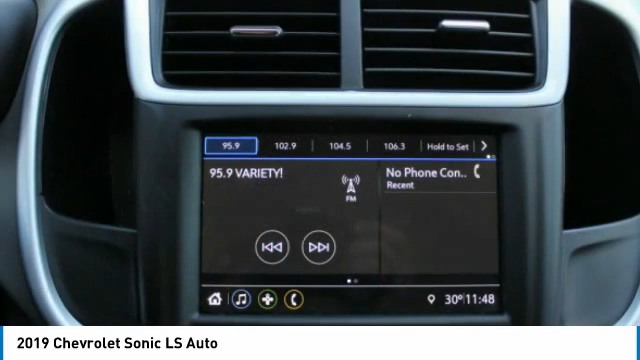 95.9 102.9 104.5 106.3 Hold to Set
95.9 VARIETY! No Phone Con..
Recent
FM
30° 11:48
2019 Chevrolet Sonic LS Auto